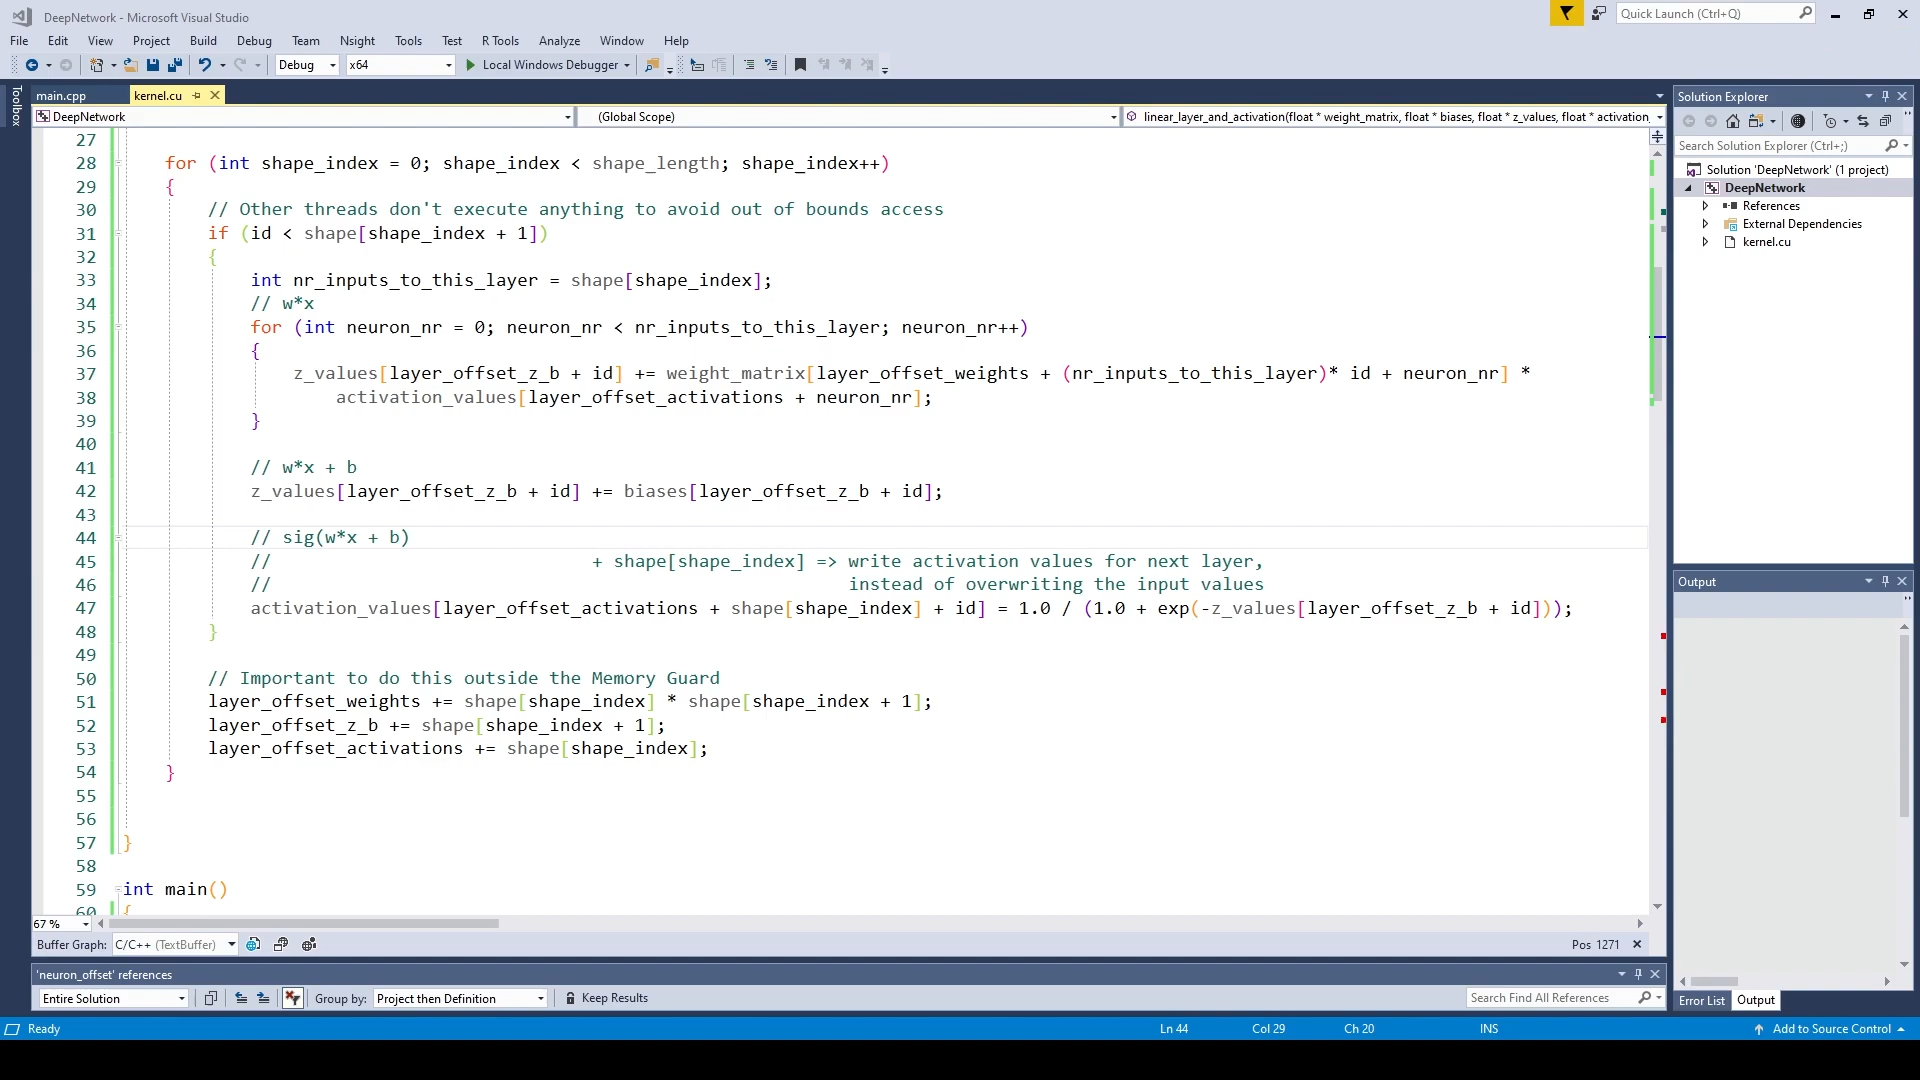 DeepNetwork - Microsoft Visual Studio
Quick Launch (Ctrl+Q)
File Edit View Project Build Debug Team Nsight Tools Test R Tools Analyze Window Help
Debug x64 Local Windows Debugger
Toolbox
main.cpp kernel.cu
DeepNetwork (Global Scope) linear_layer_and_activation(float * weight_matrix, float * biases, float * z_values, float * activation_
27
28 for (int shape_index = 0; shape_index < shape_length; shape_index++)
29 {
30 // Other threads don't execute anything to avoid out of bounds access
31 if (id < shape[shape_index + 1])
32 {
33 int nr_inputs_to_this_layer = shape[shape_index];
34 // w*x
35 for (int neuron_nr = 0; neuron_nr < nr_inputs_to_this_layer; neuron_nr++)
36 {
37 z_values[layer_offset_z_b + id] += weight_matrix[layer_offset_weights + (nr_inputs_to_this_layer)* id + neuron_nr] *
38 activation_values[layer_offset_activations + neuron_nr];
39 }
40
41 // w*x + b
42 z_values[layer_offset_z_b + id] += biases[layer_offset_z_b + id];
43
44 // sig(w*x + b)
45 // + shape[shape_index] => write activation values for next layer,
46 // instead of overwriting the input values
47 activation_values[layer_offset_activations + shape[shape_index] + id] = 1.0 / (1.0 + exp(-z_values[layer_offset_z_b + id]));
48 }
49
50 // Important to do this outside the Memory Guard
51 layer_offset_weights += shape[shape_index] * shape[shape_index + 1];
52 layer_offset_z_b += shape[shape_index + 1];
53 layer_offset_activations += shape[shape_index];
54 }
55
56
57 }
58
59 int main()
60 {
67 %
Buffer Graph: C/C++ (TextBuffer) Pos 1271
'neuron_offset' references
Entire Solution Group by: Project then Definition Keep Results Search Find All References
Solution Explorer
Search Solution Explorer (Ctrl+;)
Solution 'DeepNetwork' (1 project)
DeepNetwork
References
External Dependencies
kernel.cu
Output
Error List Output
Ready Ln 44 Col 29 Ch 20 INS Add to Source Control